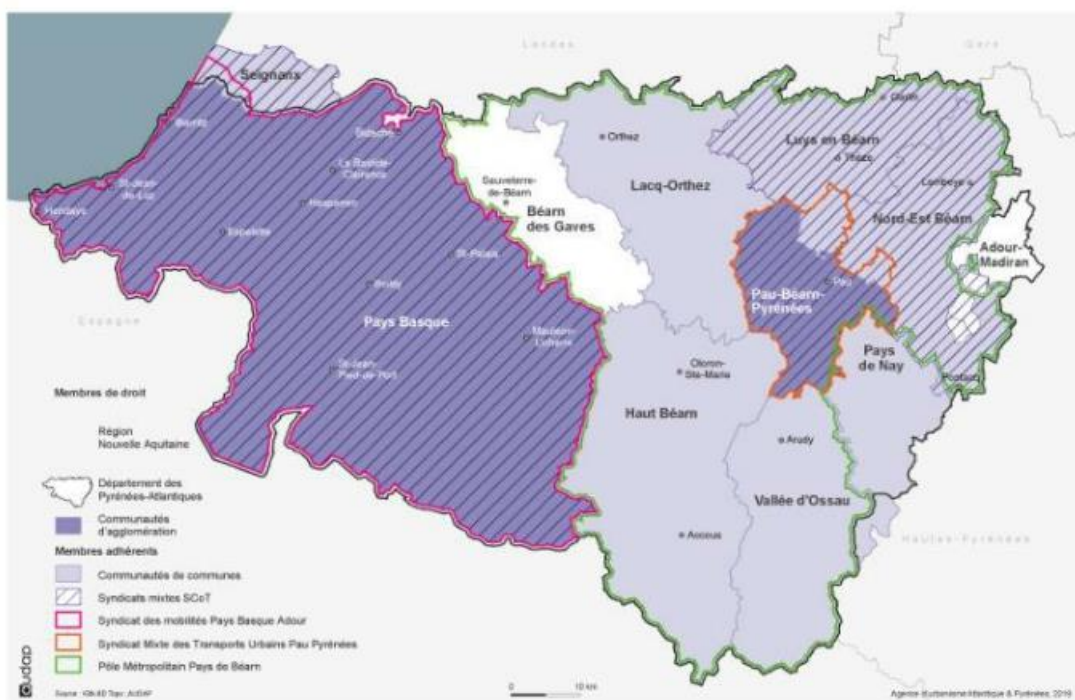 Landes
Gers
Seignanx
Biarritz
St-Jean-
de-Luz
Hendaye
Bidache
La Bastide-
Clairence
Hasparren
Espelette
St-Palais
Iholdy
Pays Basque
Mauléon-
Licharre
St-Jean-
Pied-de-Port
Espagne
Sauveterre-
de-Béarn
Béarn
des Gaves
Orthez
Lacq-Orthez
Garlin
Luys en Béarn
Thèze
Lembeye
Nord-Est Béarn
Adour-
Madiran
Pau-Béarn-
Pyrénées
Pau
Pays
de Nay
Pontacq
Oloron-
Ste-Marie
Haut Béarn
Arudy
Vallée d'Ossau
Accous
Hautes-Pyrénées
Membres de droit
Région
Nouvelle Aquitaine
Département des
Pyrénées-Atlantiques
Communautés
d'agglomération
Membres adhérents
Communautés de communes
Syndicats mixtes SCoT
Syndicat des mobilités Pays Basque Adour
Syndicat Mixte des Transports Urbains Pau Pyrénées
Pôle Métropolitain Pays de Béarn
audap
0 10 km
Agence d'urbanisme Atlantique & Pyrénées, 2018